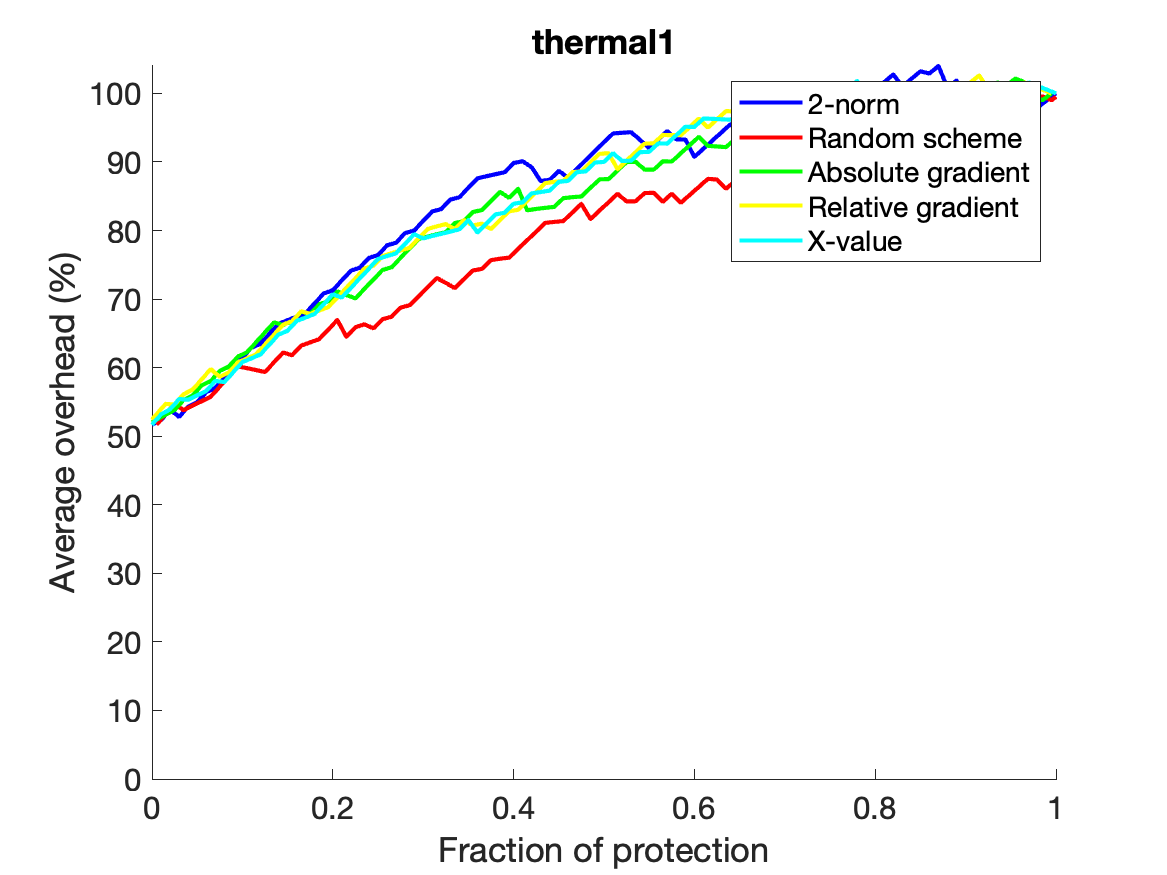 thermal1
100
90
80
70
60
50
40
30
20
10
0
Average overhead (%)
2-norm
Random scheme
Absolute gradient
Relative gradient
X-value
0
0.2
0.4
0.6
0.8
1
Fraction of protection